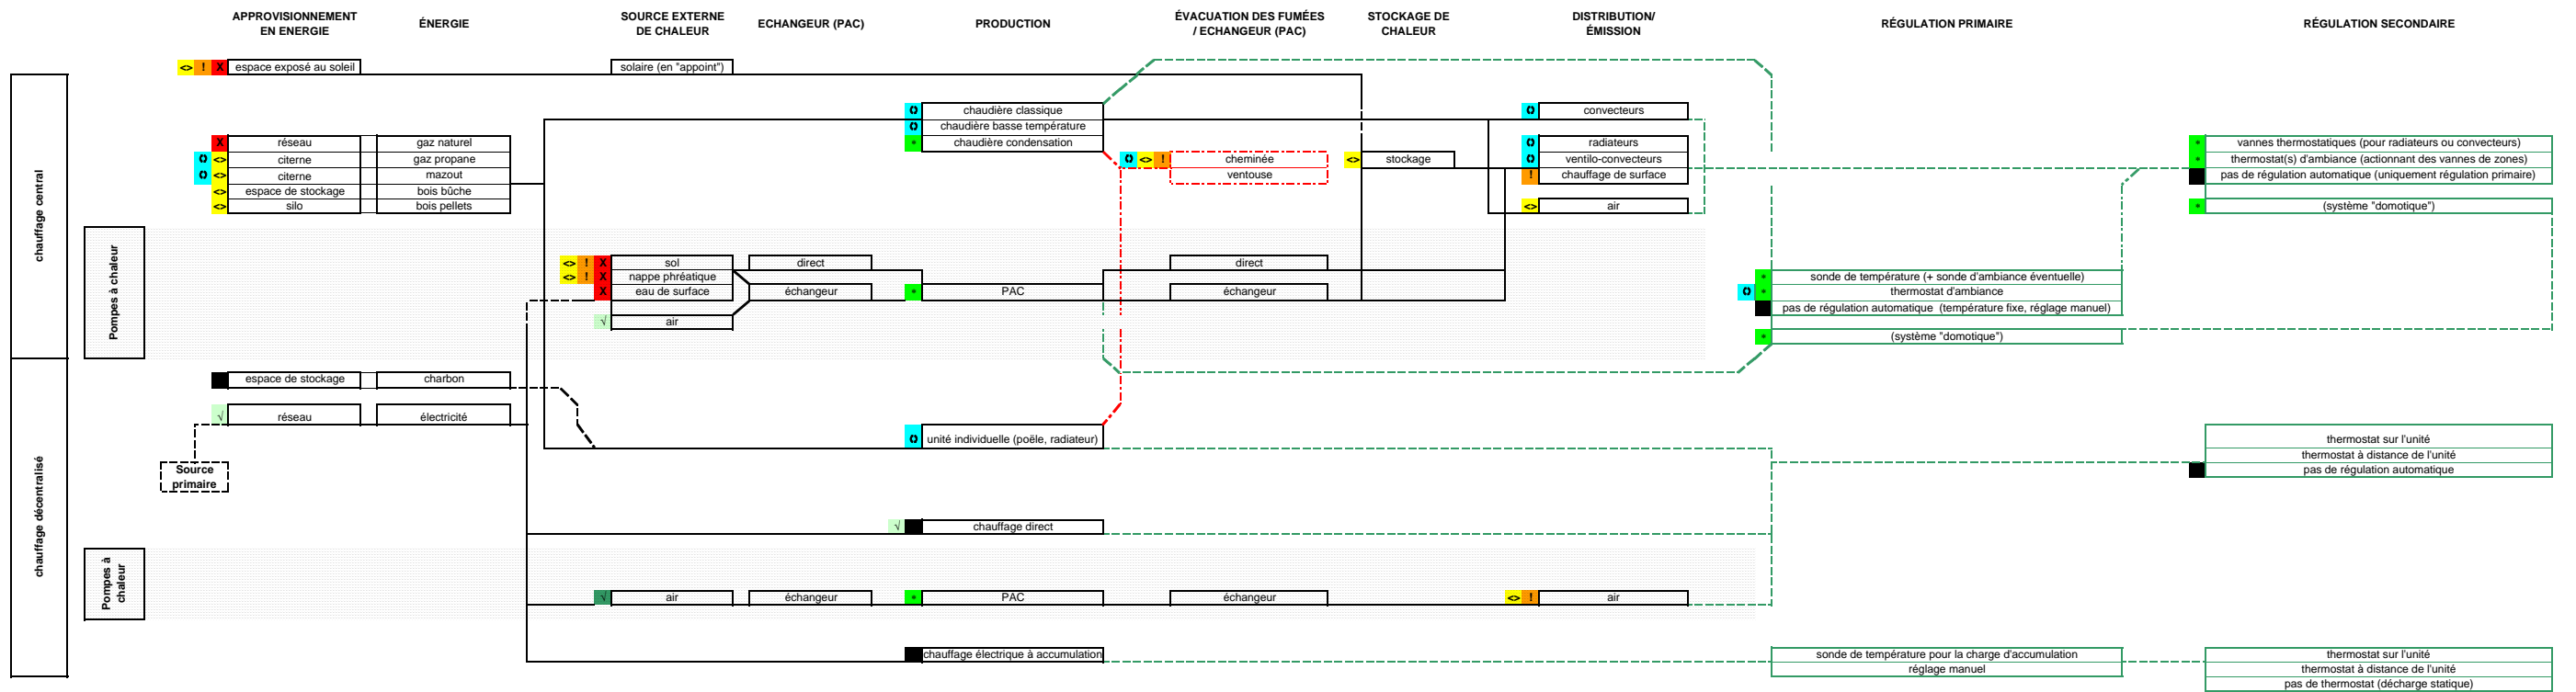 APPROVISIONNEMENT
EN ENERGIE
ÉNERGIE
SOURCE EXTERNE
DE CHALEUR
ECHANGEUR (PAC)
PRODUCTION
ÉVACUATION DES FUMÉES
/ ECHANGEUR (PAC)
STOCKAGE DE
CHALEUR
DISTRIBUTION/
ÉMISSION
RÉGULATION PRIMAIRE
RÉGULATION SECONDAIRE
chauffage central
<> ! X espace exposé au soleil
solaire (en "appoint")
chaudière classique
chaudière basse température
* chaudière condensation
convecteurs
X réseau
gaz naturel
<> citerne
gaz propane
<> citerne
mazout
<> espace de stockage
bois bûche
<> silo
bois pellets
<> ! cheminée
ventouse
<> stockage
radiateurs
ventilo-convecteurs
! chauffage de surface
<> air
* vannes thermostatiques (pour radiateurs ou convecteurs)
* thermostat(s) d'ambiance (actionnant des vannes de zones)
pas de régulation automatique (uniquement régulation primaire)
* (système "domotique")
Pompes à chaleur
<> ! X sol
direct
direct
<> ! X nappe phréatique
X eau de surface
échangeur
* PAC
échangeur
√ air
* sonde de température (+ sonde d'ambiance éventuelle)
* thermostat d'ambiance
pas de régulation automatique (température fixe, réglage manuel)
* (système "domotique")
chauffage décentralisé
espace de stockage
charbon
√ réseau
électricité
Source
primaire
unité individuelle (poële, radiateur)
thermostat sur l'unité
thermostat à distance de l'unité
pas de régulation automatique
√ chauffage direct
Pompes à
chaleur
√ air
échangeur
* PAC
échangeur
<> ! air
chauffage électrique à accumulation
sonde de température pour la charge d'accumulation
réglage manuel
thermostat sur l'unité
thermostat à distance de l'unité
pas de thermostat (décharge statique)